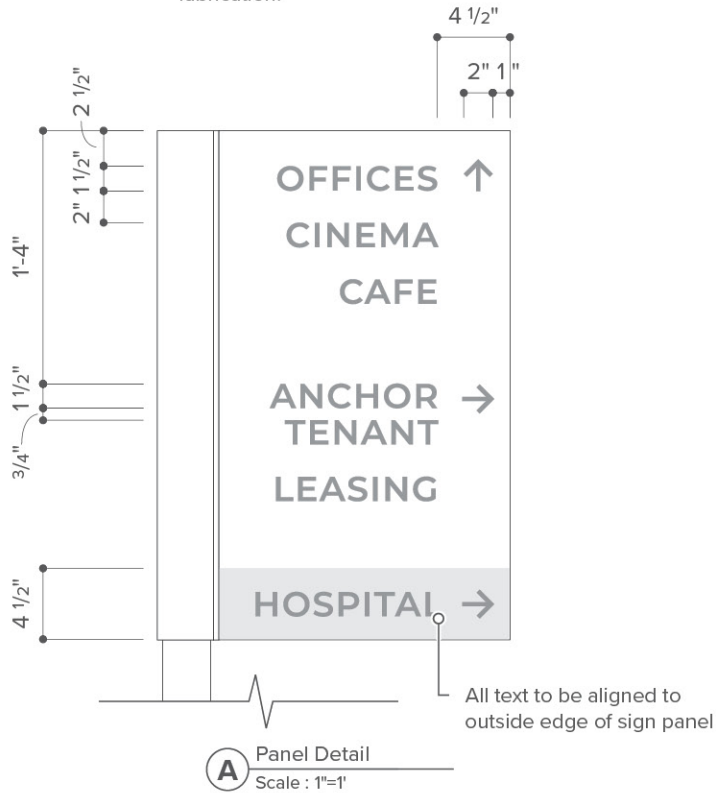 4 1/2"
2" 1"
2 1/2"
1 1/2"
2"
1'-4"
1 1/2"
3/4"
4 1/2"
OFFICES ↑
CINEMA
CAFE
ANCHOR →
TENANT
LEASING
HOSPITAL →
All text to be aligned to
outside edge of sign panel
A
Panel Detail
Scale : 1"=1'